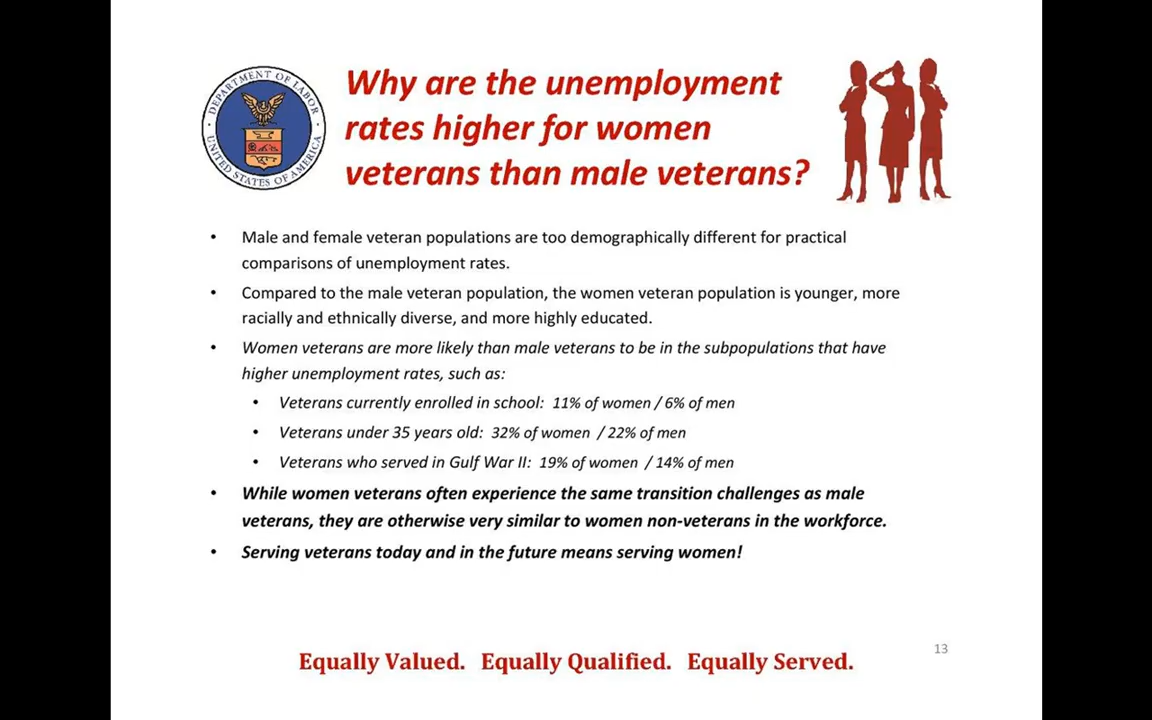 DEPARTMENT OF LABOR
UNITED STATES OF AMERICA
Why are the unemployment
rates higher for women
veterans than male veterans?
• Male and female veteran populations are too demographically different for practical
comparisons of unemployment rates.
• Compared to the male veteran population, the women veteran population is younger, more
racially and ethnically diverse, and more highly educated.
• Women veterans are more likely than male veterans to be in the subpopulations that have
higher unemployment rates, such as:
• Veterans currently enrolled in school: 11% of women / 6% of men
• Veterans under 35 years old: 32% of women / 22% of men
• Veterans who served in Gulf War II: 19% of women / 14% of men
• While women veterans often experience the same transition challenges as male
veterans, they are otherwise very similar to women non-veterans in the workforce.
• Serving veterans today and in the future means serving women!
13
Equally Valued. Equally Qualified. Equally Served.